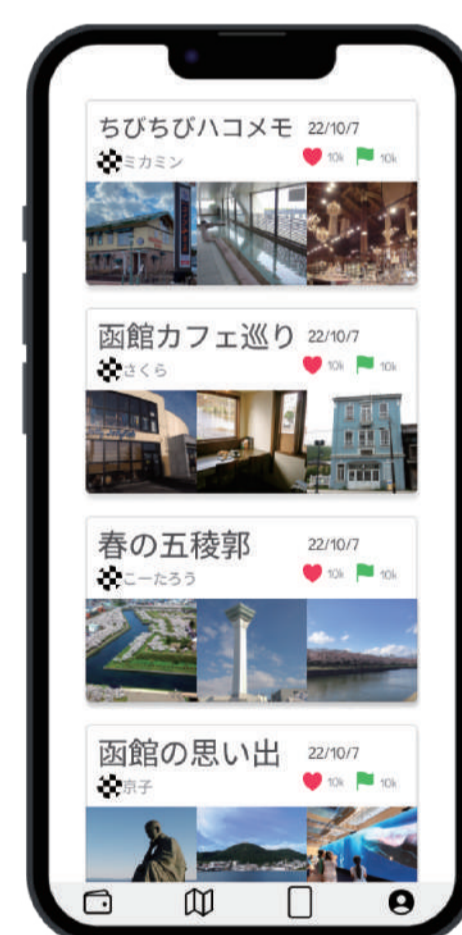 ちびちびハコメモ 22/10/7
ミカミン 10k 10k
函館カフェ巡り 22/10/7
さくら 10k 10k
春の五稜郭 22/10/7
こーたろう 10k 10k
函館の思い出 22/10/7
京子 10k 10k